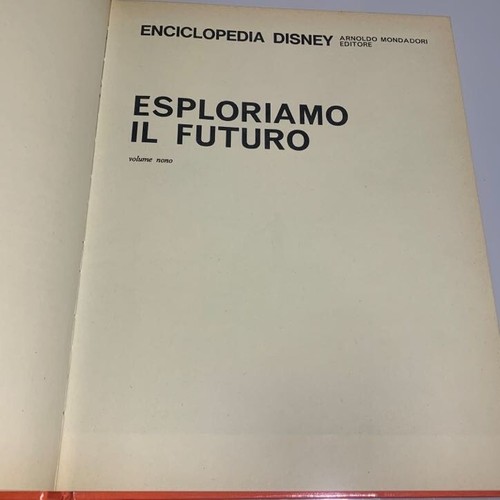 ENCICLOPEDIA DISNEY ARNOLDO MONDADORI
EDITORE
ESPLORIAMO
IL FUTURO
volume nono